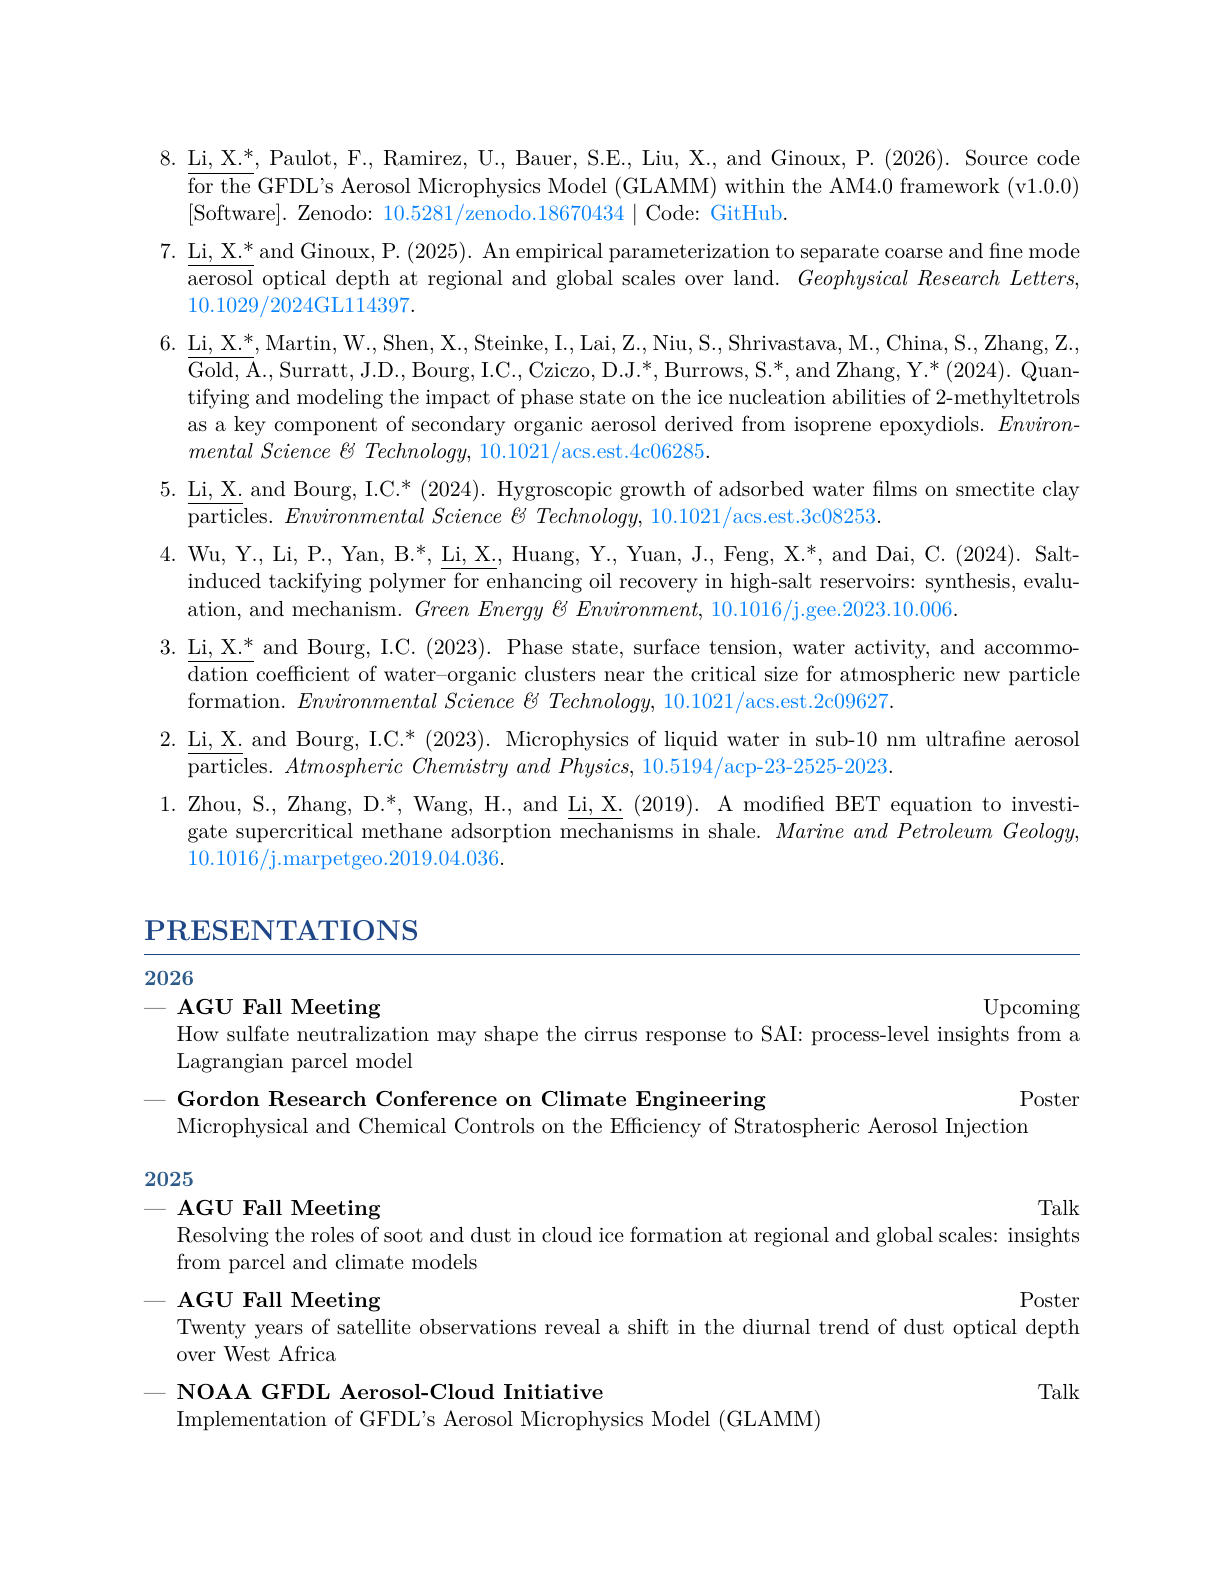 8. Li, X.*, Paulot, F., Ramirez, U., Bauer, S.E., Liu, X., and Ginoux, P. (2026). Source code
for the GFDL's Aerosol Microphysics Model (GLAMM) within the AM4.0 framework (v1.0.0)
[Software]. Zenodo: 10.5281/zenodo.18670434 | Code: GitHub.
7. Li, X.* and Ginoux, P. (2025). An empirical parameterization to separate coarse and fine mode
aerosol optical depth at regional and global scales over land. Geophysical Research Letters,
10.1029/2024GL114397.
6. Li, X.*, Martin, W., Shen, X., Steinke, I., Lai, Z., Niu, S., Shrivastava, M., China, S., Zhang, Z.,
Gold, A., Surratt, J.D., Bourg, I.C., Cziczo, D.J.*, Burrows, S.*, and Zhang, Y.* (2024). Quan-
tifying and modeling the impact of phase state on the ice nucleation abilities of 2-methyltetrols
as a key component of secondary organic aerosol derived from isoprene epoxydiols. Environ-
mental Science & Technology, 10.1021/acs.est.4c06285.
5. Li, X. and Bourg, I.C.* (2024). Hygroscopic growth of adsorbed water films on smectite clay
particles. Environmental Science & Technology, 10.1021/acs.est.3c08253.
4. Wu, Y., Li, P., Yan, B.*, Li, X., Huang, Y., Yuan, J., Feng, X.*, and Dai, C. (2024). Salt-
induced tackifying polymer for enhancing oil recovery in high-salt reservoirs: synthesis, evalu-
ation, and mechanism. Green Energy & Environment, 10.1016/j.gee.2023.10.006.
3. Li, X.* and Bourg, I.C. (2023). Phase state, surface tension, water activity, and accommo-
dation coefficient of water–organic clusters near the critical size for atmospheric new particle
formation. Environmental Science & Technology, 10.1021/acs.est.2c09627.
2. Li, X. and Bourg, I.C.* (2023). Microphysics of liquid water in sub-10 nm ultrafine aerosol
particles. Atmospheric Chemistry and Physics, 10.5194/acp-23-2525-2023.
1. Zhou, S., Zhang, D.*, Wang, H., and Li, X. (2019). A modified BET equation to investi-
gate supercritical methane adsorption mechanisms in shale. Marine and Petroleum Geology,
10.1016/j.marpetgeo.2019.04.036.
PRESENTATIONS
2026
— AGU Fall Meeting Upcoming
How sulfate neutralization may shape the cirrus response to SAI: process-level insights from a
Lagrangian parcel model
— Gordon Research Conference on Climate Engineering Poster
Microphysical and Chemical Controls on the Efficiency of Stratospheric Aerosol Injection
2025
— AGU Fall Meeting Talk
Resolving the roles of soot and dust in cloud ice formation at regional and global scales: insights
from parcel and climate models
— AGU Fall Meeting Poster
Twenty years of satellite observations reveal a shift in the diurnal trend of dust optical depth
over West Africa
— NOAA GFDL Aerosol-Cloud Initiative Talk
Implementation of GFDL's Aerosol Microphysics Model (GLAMM)